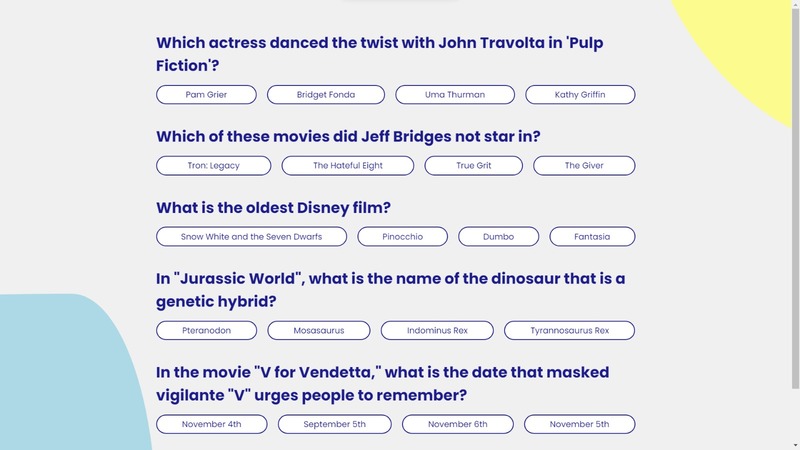 Which actress danced the twist with John Travolta in 'Pulp
Fiction'?
Pam Grier
Bridget Fonda
Uma Thurman
Kathy Griffin
Which of these movies did Jeff Bridges not star in?
Tron: Legacy
The Hateful Eight
True Grit
The Giver
What is the oldest Disney film?
Snow White and the Seven Dwarfs
Pinocchio
Dumbo
Fantasia
In "Jurassic World", what is the name of the dinosaur that is a
genetic hybrid?
Pteranodon
Mosasaurus
Indominus Rex
Tyrannosaurus Rex
In the movie "V for Vendetta," what is the date that masked
vigilante "V" urges people to remember?
November 4th
September 5th
November 6th
November 5th